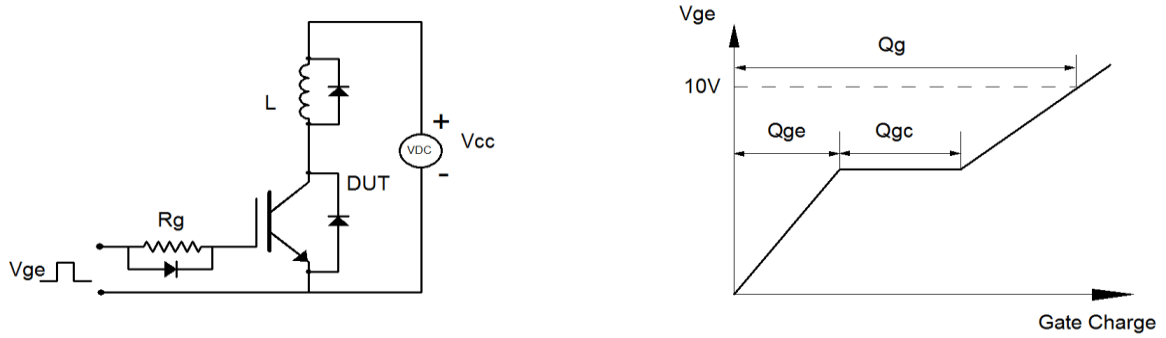 L
+
VDC
Vcc
-
DUT
Rg
Vge
Vge
Qg
10V
Qge
Qgc
Gate Charge